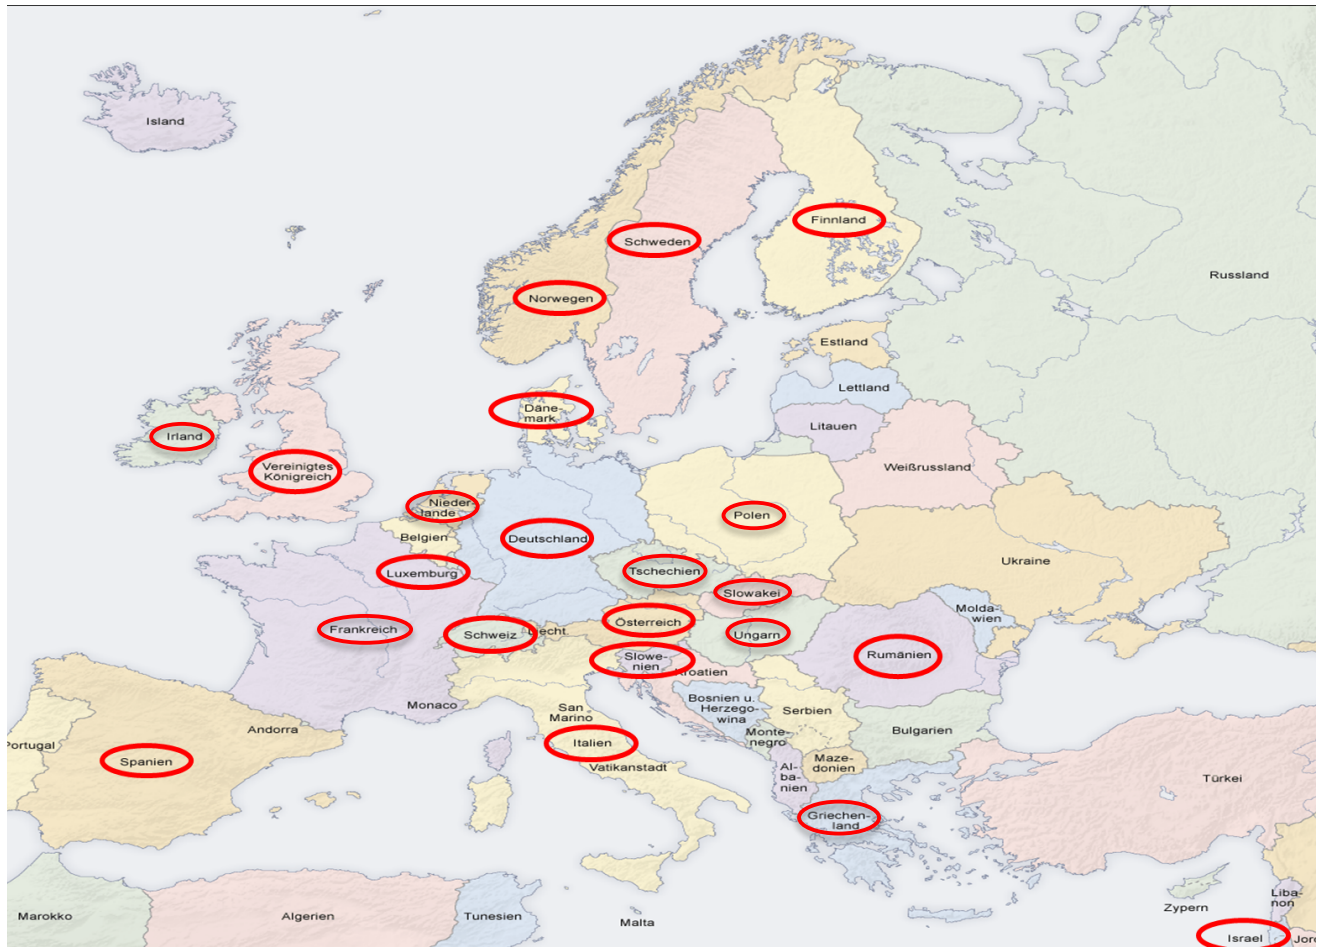 Island
Finnland
Schweden
Russland
Norwegen
Estland
Lettland
Däne-
mark
Litauen
Irland
Vereinigtes
Königreich
Weißrussland
Nieder-
lande
Polen
Belgien
Deutschland
Ukraine
Luxemburg
Tschechien
Slowakei
Molda-
wien
Frankreich
Schweiz
Liecht.
Österreich
Ungarn
Rumänien
Slowe-
nien
Kroatien
Monaco
San
Marino
Bosnien u.
Herzego-
wina
Serbien
Andorra
Bulgarien
Monte-
negro
Portugal
Spanien
Italien
Vatikanstadt
Al-
ba-
nien
Maze-
donien
Türkei
Griechen-
land
Marokko
Algerien
Tunesien
Malta
Zypern
Liba-
non
Israel
Jor